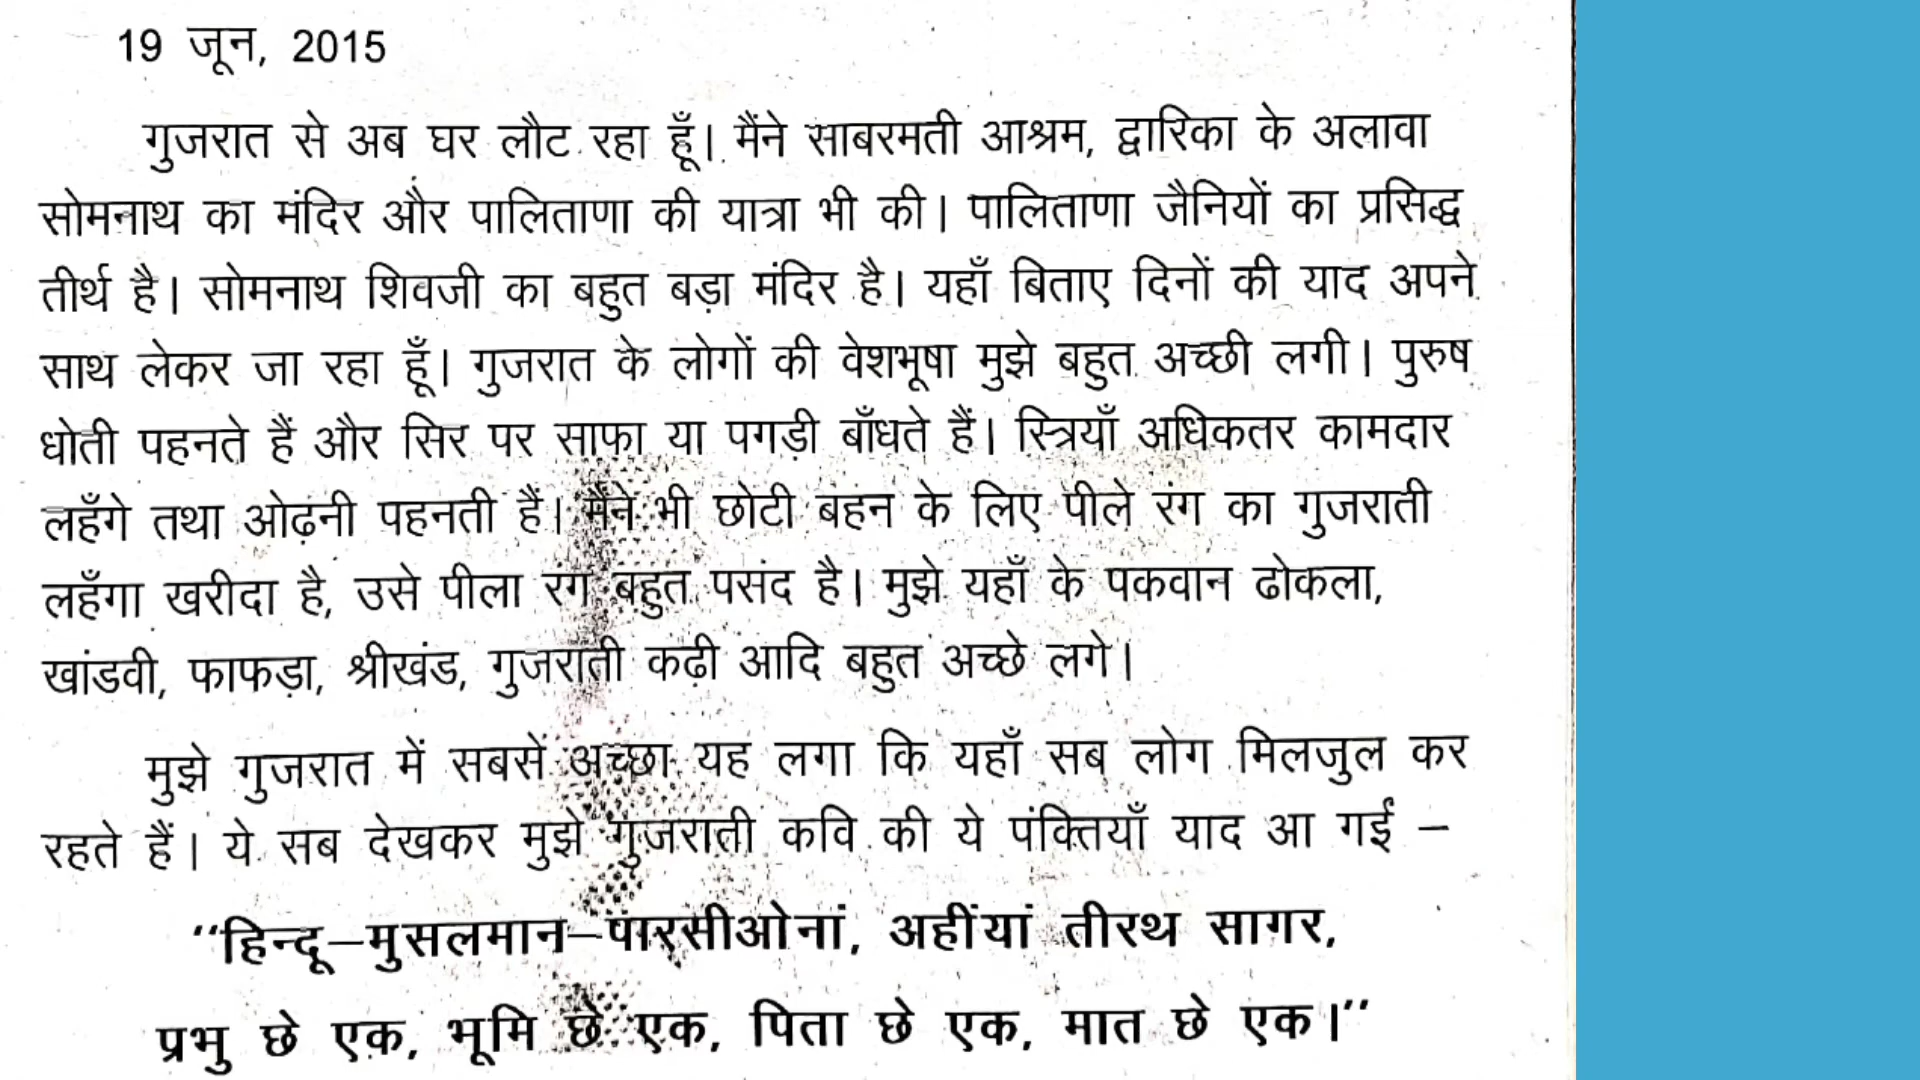 19 जून, 2015
गुजरात से अब घर लौट रहा हूँ। मैंने साबरमती आश्रम, द्वारिका के अलावा
सोमनाथ का मंदिर और पालिताणा की यात्रा भी की। पालिताणा जैनियों का प्रसिद्ध
तीर्थ है। सोमनाथ शिवजी का बहुत बड़ा मंदिर है। यहाँ बिताए दिनों की याद अपने
साथ लेकर जा रहा हूँ। गुजरात के लोगों की वेशभूषा मुझे बहुत अच्छी लगी। पुरुष
धोती पहनते हैं और सिर पर साफा या पगड़ी बाँधते हैं। स्त्रियाँ अधिकतर कामदार
लहँगे तथा ओढ़नी पहनती हैं। मैंने भी छोटी बहन के लिए पीले रंग का गुजराती
लहँगा खरीदा है, उसे पीला रंग बहुत पसंद है। मुझे यहाँ के पकवान ढोकला,
खांडवी, फाफड़ा, श्रीखंड, गुजराती कढ़ी आदि बहुत अच्छे लगे।
मुझे गुजरात में सबसे अच्छा यह लगा कि यहाँ सब लोग मिलजुल कर
रहते हैं। ये सब देखकर मुझे गुजराती कवि की ये पंक्तियाँ याद आ गईं –
‘‘हिन्दू–मुसलमान–पारसीओनां, अहींयां तीरथ सागर,
प्रभु छे एक, भूमि छे एक, पिता छे एक, मात छे एक।’’